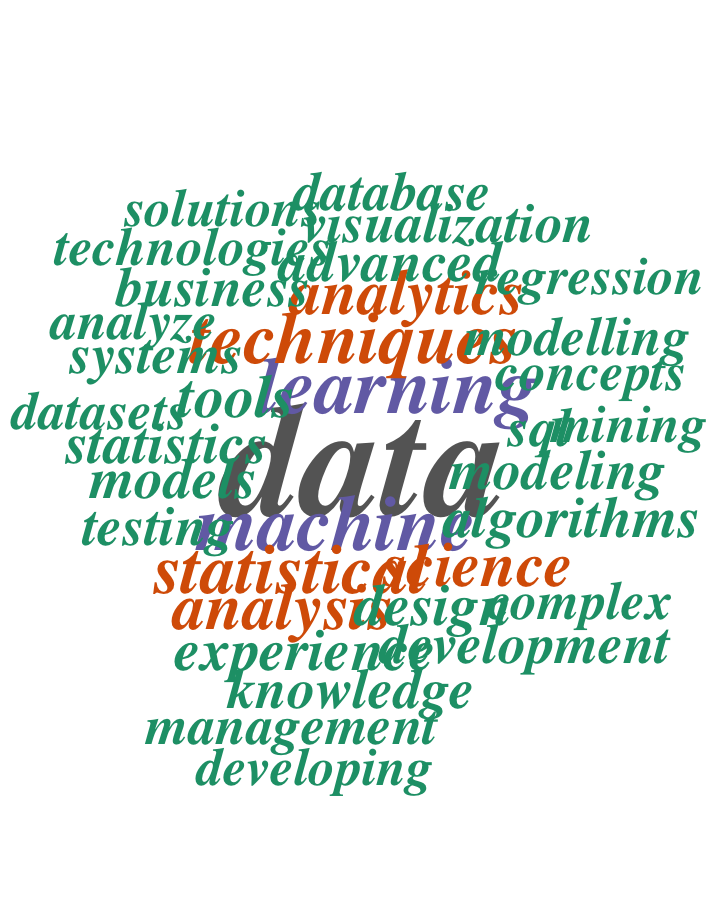 database
solutions
visualization
technologies
advanced
regression
business
analytics
analyze
techniques
modelling
systems
concepts
learning
tools
datasets
sql
mining
statistics
data
models
modeling
testing
machine
algorithms
statistical
science
analysis
design
complex
experience
development
knowledge
management
developing